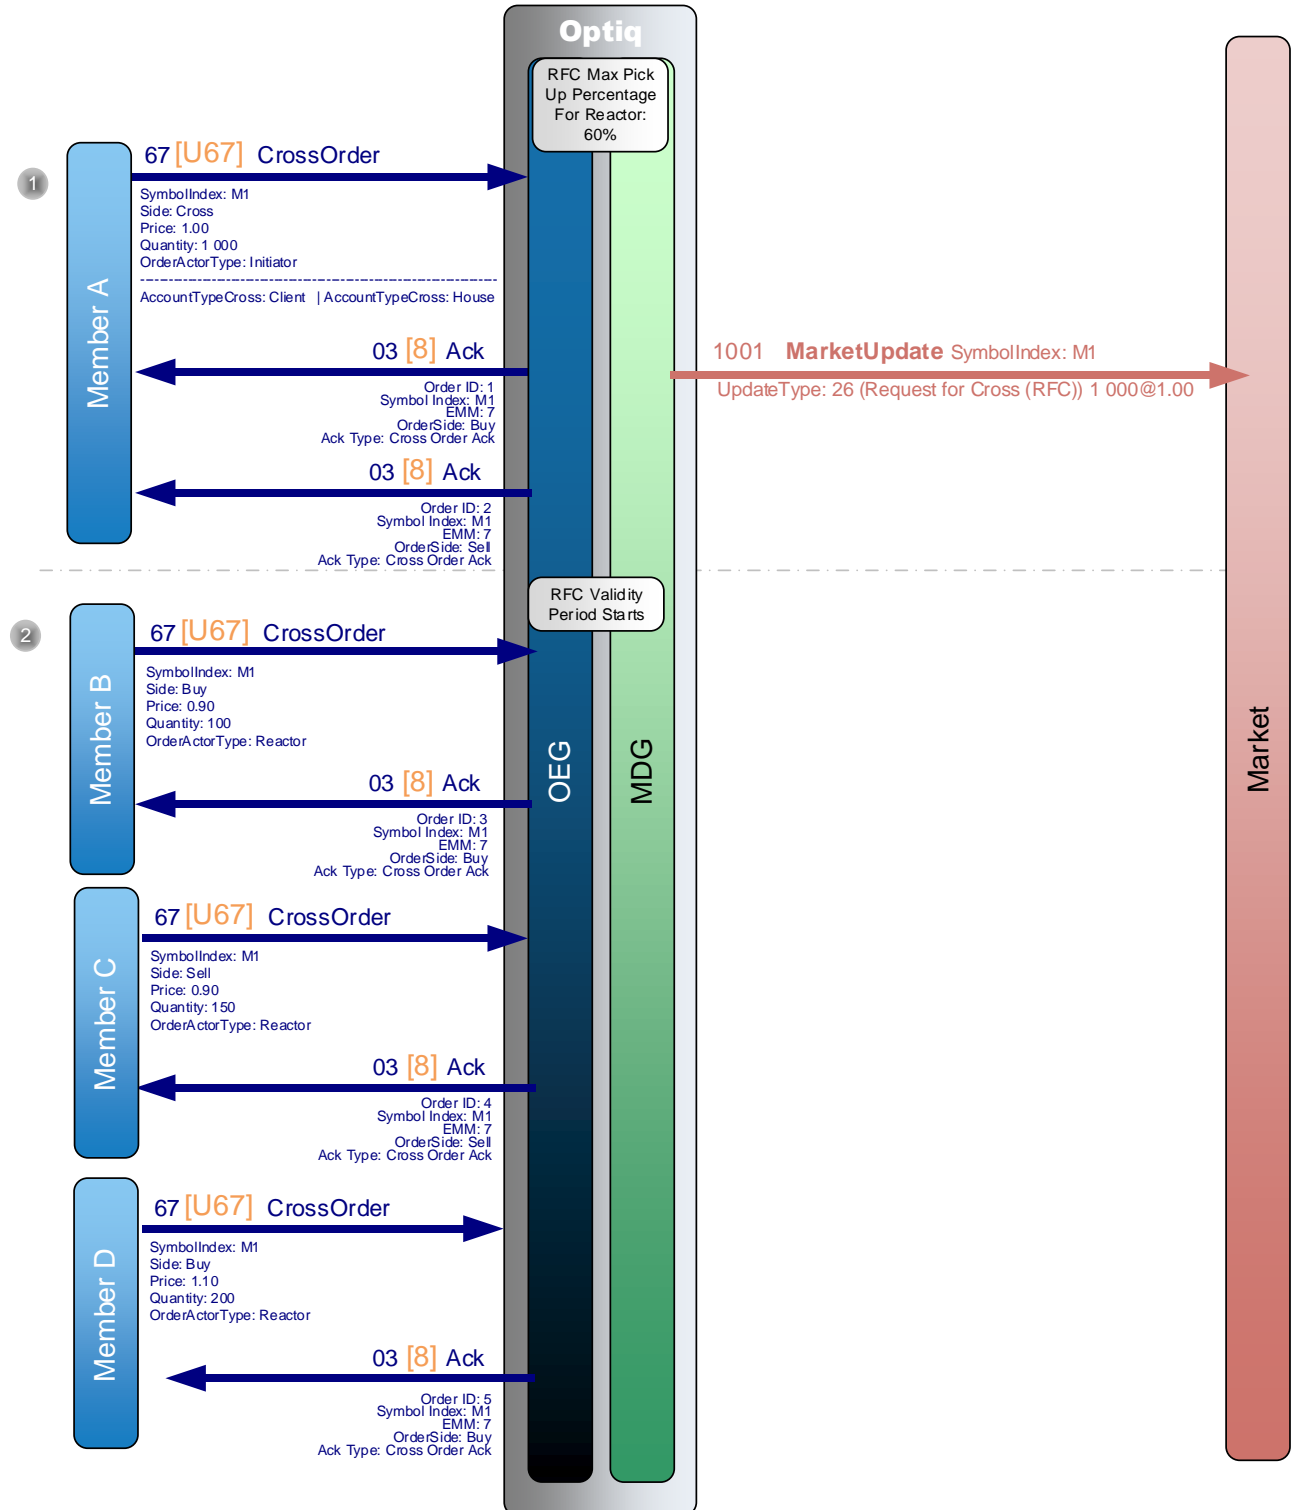 Optiq
RFC Max Pick
Up Percentage
For Reactor:
60%
1
Member A
67 [U67] CrossOrder
SymbolIndex: M1
Side: Cross
Price: 1.00
Quantity: 1 000
OrderActorType: Initiator
AccountTypeCross: Client | AccountTypeCross: House
03 [8] Ack
Order ID: 1
Symbol Index: M1
EMM: 7
OrderSide: Buy
Ack Type: Cross Order Ack
1001 MarketUpdate SymbolIndex: M1
UpdateType: 26 (Request for Cross (RFC)) 1 000@1.00
03 [8] Ack
Order ID: 2
Symbol Index: M1
EMM: 7
OrderSide: Sell
Ack Type: Cross Order Ack
RFC Validity
Period Starts
2
Member B
67 [U67] CrossOrder
SymbolIndex: M1
Side: Buy
Price: 0.90
Quantity: 100
OrderActorType: Reactor
03 [8] Ack
Order ID: 3
Symbol Index: M1
EMM: 7
OrderSide: Buy
Ack Type: Cross Order Ack
OEG
MDG
Market
Member C
67 [U67] CrossOrder
SymbolIndex: M1
Side: Sell
Price: 0.90
Quantity: 150
OrderActorType: Reactor
03 [8] Ack
Order ID: 4
Symbol Index: M1
EMM: 7
OrderSide: Sell
Ack Type: Cross Order Ack
Member D
67 [U67] CrossOrder
SymbolIndex: M1
Side: Buy
Price: 1.10
Quantity: 200
OrderActorType: Reactor
03 [8] Ack
Order ID: 5
Symbol Index: M1
EMM: 7
OrderSide: Buy
Ack Type: Cross Order Ack